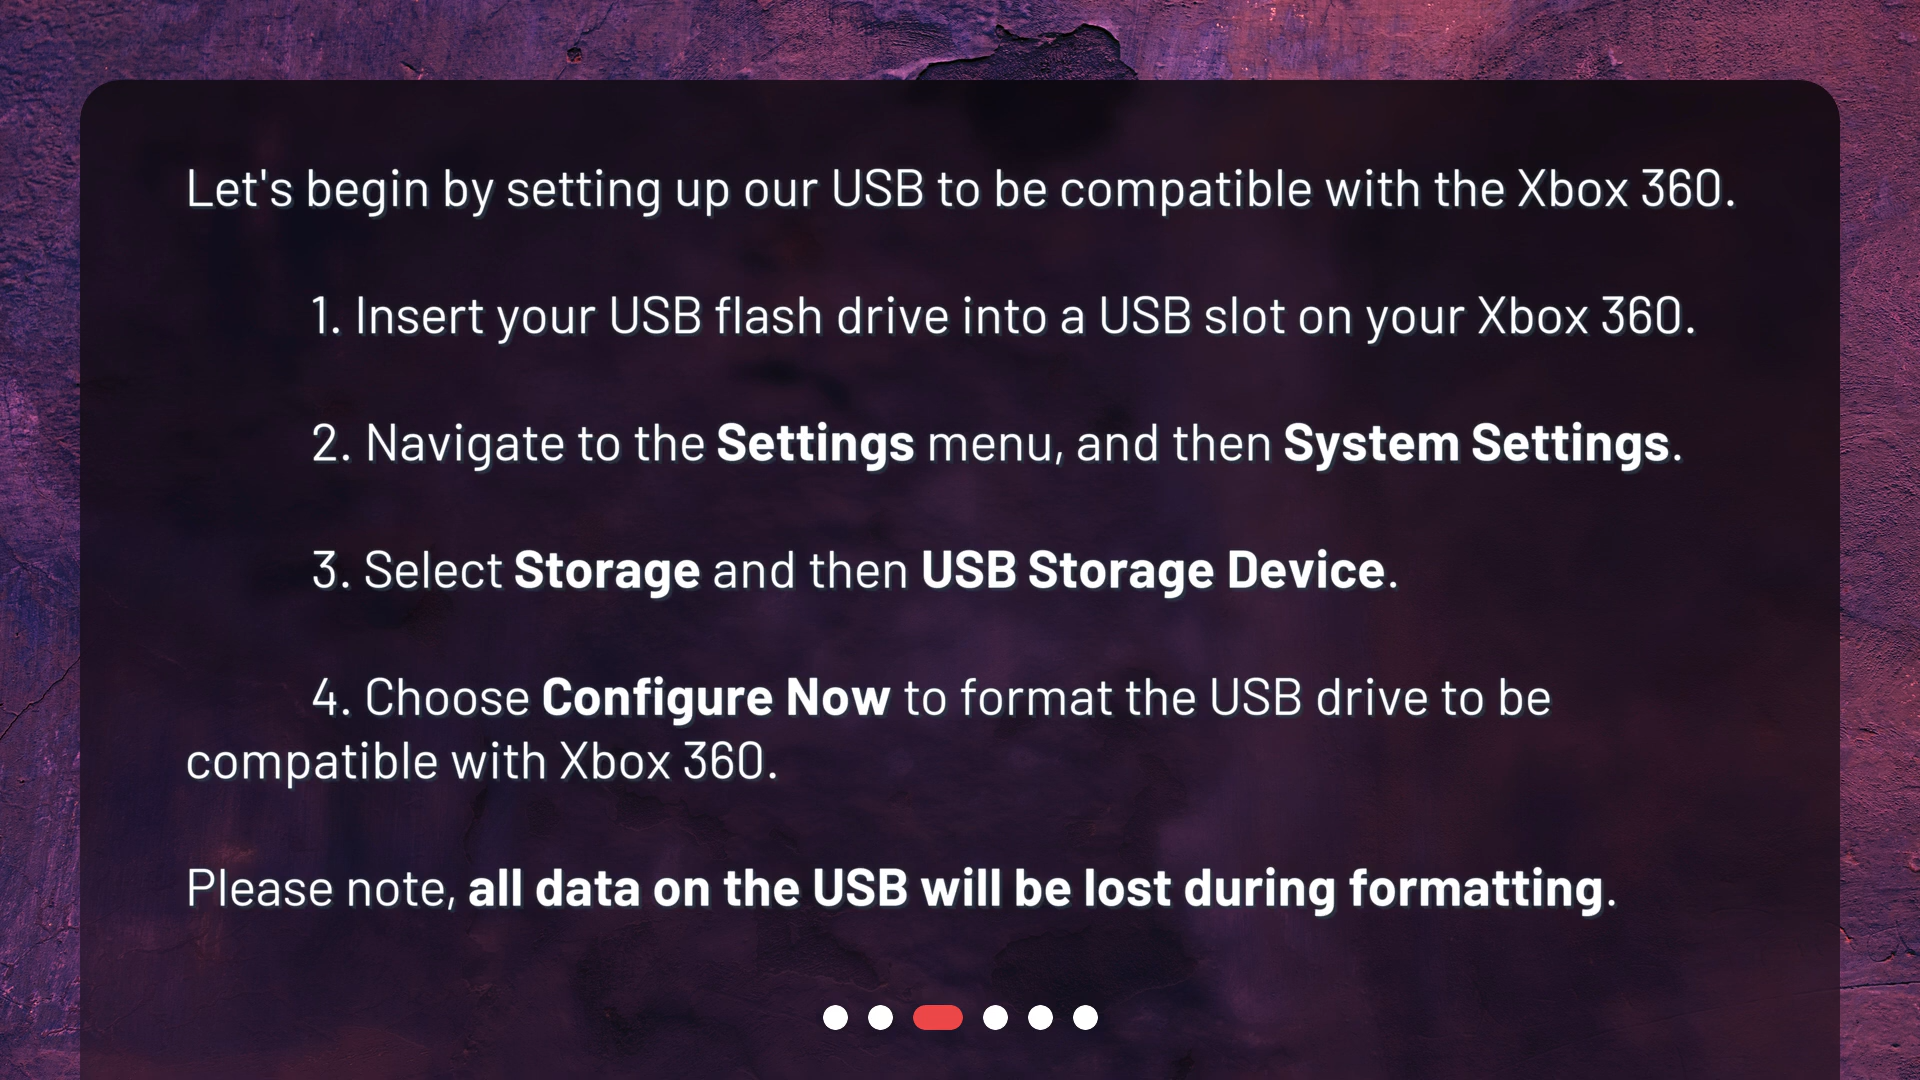 Let's begin by setting up our USB to be compatible with the Xbox 360.
1. Insert your USB flash drive into a USB slot on your Xbox 360.
2. Navigate to the Settings menu, and then System Settings.
3. Select Storage and then USB Storage Device.
4. Choose Configure Now to format the USB drive to be
compatible with Xbox 360.
Please note, all data on the USB will be lost during formatting.